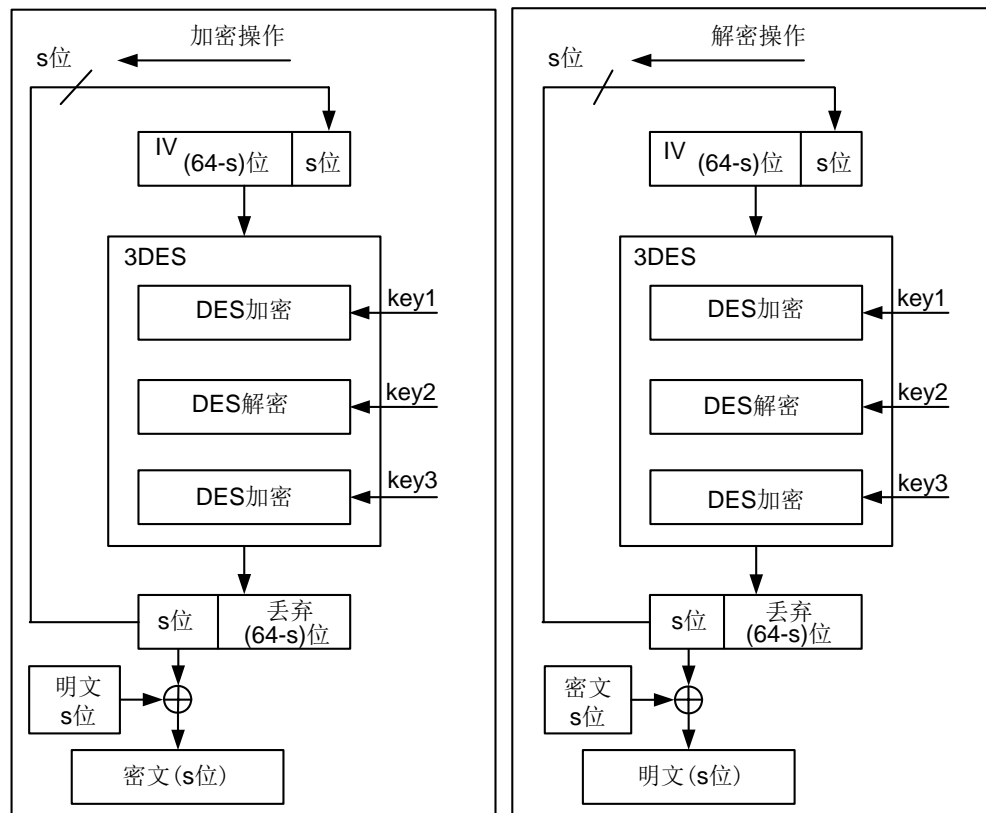 加密操作
s位
IV
(64-s)位
s位
3DES
DES加密
key1
DES解密
key2
DES加密
key3
s位
丢弃
(64-s)位
明文
s位
密文(s位)
解密操作
s位
IV
(64-s)位
s位
3DES
DES加密
key1
DES解密
key2
DES加密
key3
s位
丢弃
(64-s)位
密文
s位
明文(s位)